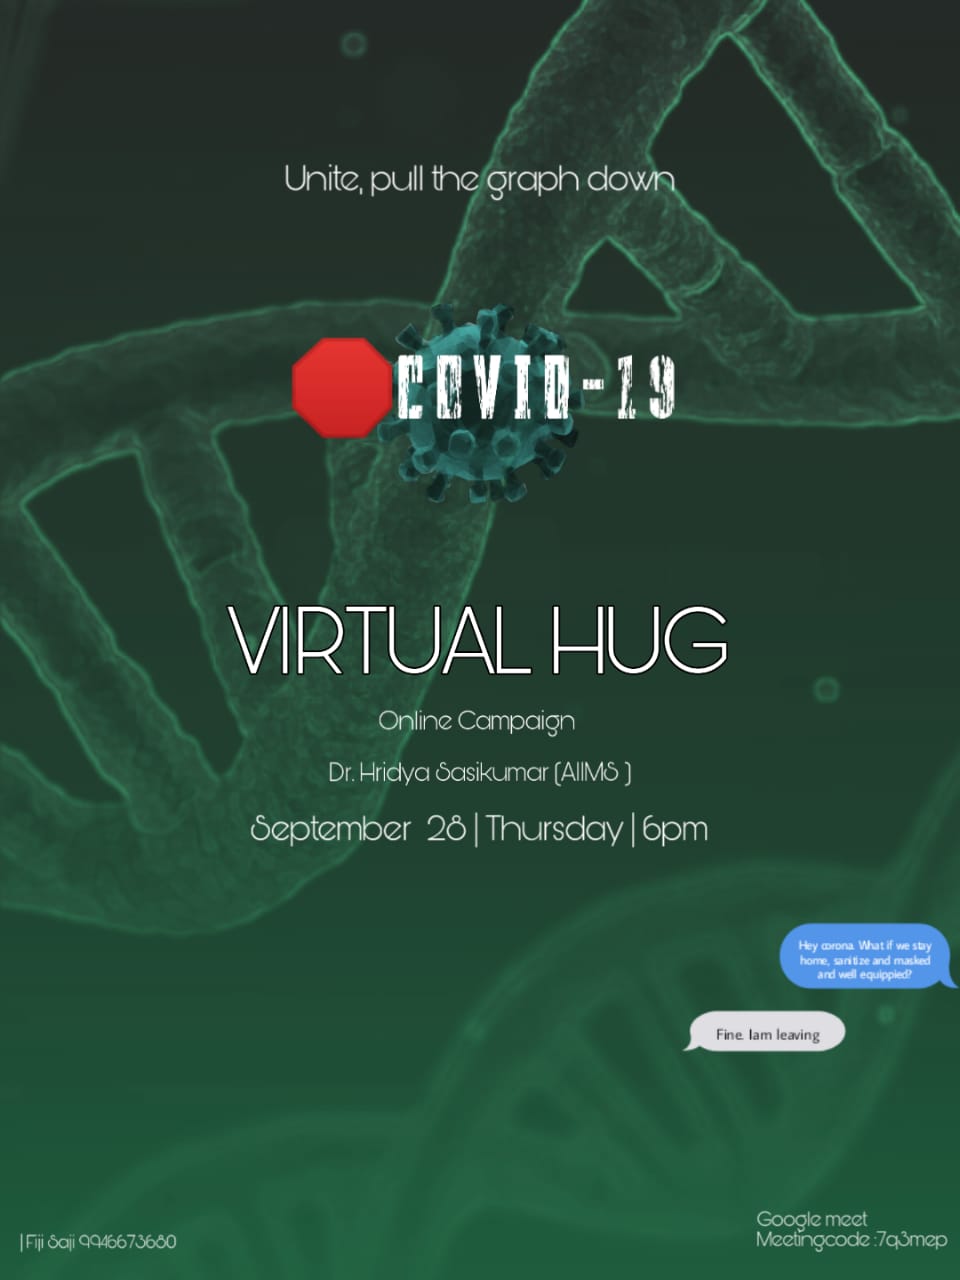 Unite, pull the graph down
COVID-19
VIRTUAL HUG
Online Campaign
Dr. Hridya Sasikumar (AIIMS )
September 28 | Thursday | 6pm
Hey corona. What if we stay
home, sanitize and masked
and well equippied?
Fine. Iam leaving
Google meet
Meetingcode :7q3mep
| Fiji Saji 9946673680